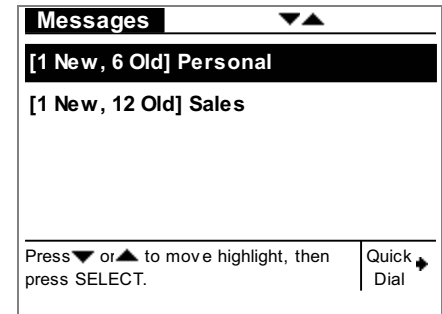 Messages ▼▲
[1 New, 6 Old] Personal
[1 New, 12 Old] Sales
Press ▼ or ▲ to move highlight, then
press SELECT.
Quick
Dial